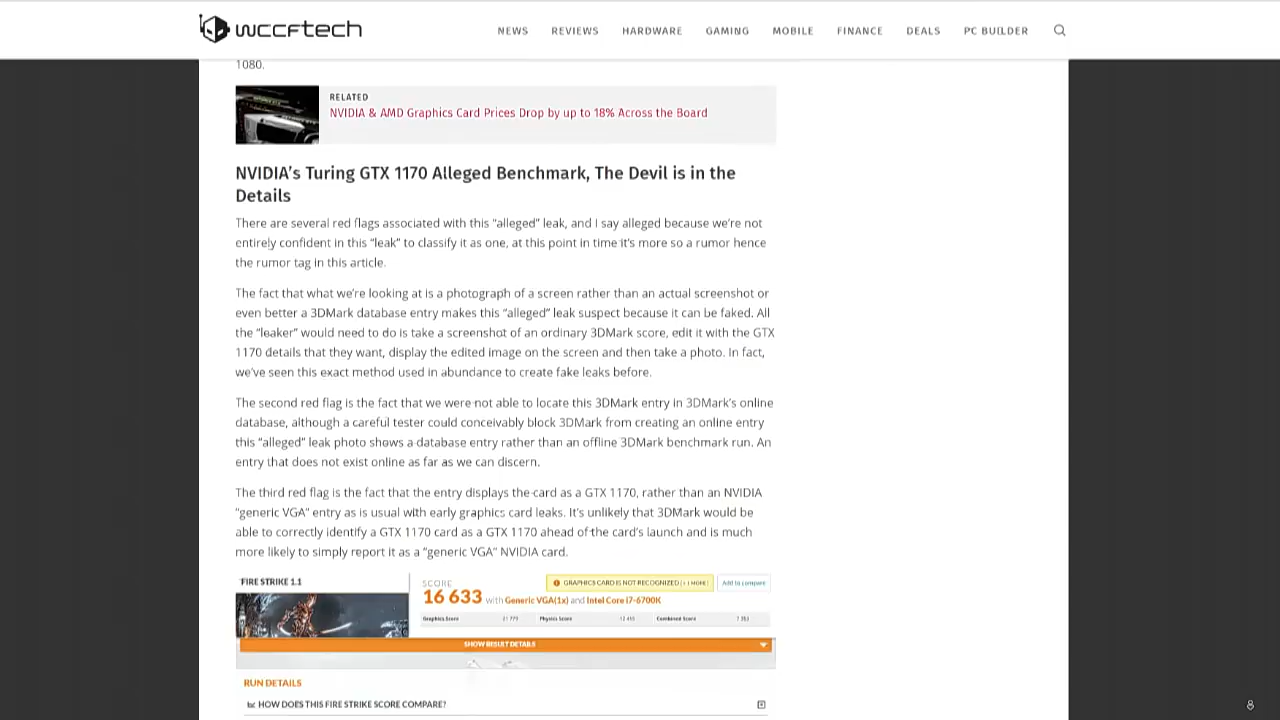 wccftech
NEWS REVIEWS HARDWARE GAMING MOBILE FINANCE DEALS PC BUILDER
1080.
RELATED
NVIDIA & AMD Graphics Card Prices Drop by up to 18% Across the Board
NVIDIA's Turing GTX 1170 Alleged Benchmark, The Devil is in the
Details
There are several red flags associated with this "alleged" leak, and I say alleged because we're not
entirely confident in this "leak" to classify it as one, at this point in time it's more so a rumor hence
the rumor tag in this article.
The fact that what we're looking at is a photograph of a screen rather than an actual screenshot or
even better a 3DMark database entry makes this "alleged" leak suspect because it can be faked. All
the "leaker" would need to do is take a screenshot of an ordinary 3DMark score, edit it with the GTX
1170 details that they want, display the edited image on the screen and then take a photo. In fact,
we've seen this exact method used in abundance to create fake leaks before.
The second red flag is the fact that we were not able to locate this 3DMark entry in 3DMark's online
database, although a careful tester could conceivably block 3DMark from creating an online entry
this "alleged" leak photo shows a database entry rather than an offline 3DMark benchmark run. An
entry that does not exist online as far as we can discern.
The third red flag is the fact that the entry displays the card as a GTX 1170, rather than an NVIDIA
"generic VGA" entry as is usual with early graphics card leaks. It's unlikely that 3DMark would be
able to correctly identify a GTX 1170 card as a GTX 1170 ahead of the card's launch and is much
more likely to simply report it as a "generic VGA" NVIDIA card.
FIRE STRIKE 1.1
SCORE
GRAPHICS CARD IS NOT RECOGNIZED [+1 MORE] Add to compare
16 633 with Generic VGA(1x) and Intel Core i7-6700K
Graphics Score Physics Score Combined Score
SHOW RESULT DETAILS
RUN DETAILS
HOW DOES THIS FIRE STRIKE SCORE COMPARE?
8